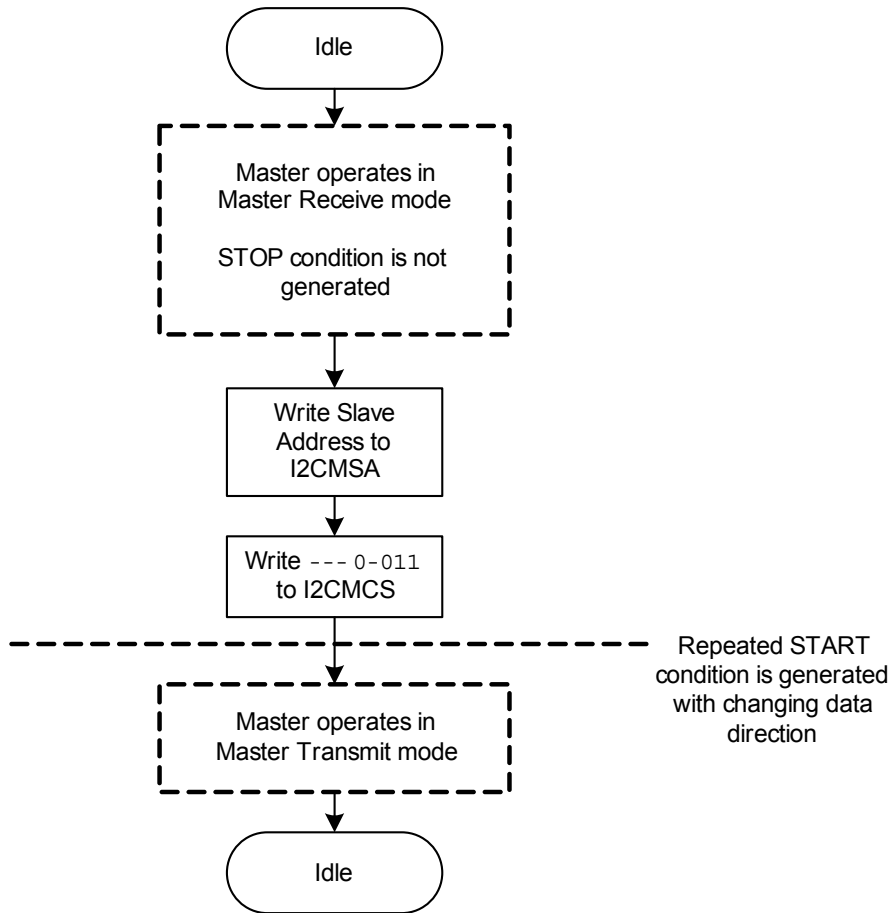 Idle
Master operates in
Master Receive mode
STOP condition is not
generated
Write Slave
Address to
I2CMSA
Write --- 0-011
to I2CMCS
Repeated START
condition is generated
with changing data
direction
Master operates in
Master Transmit mode
Idle